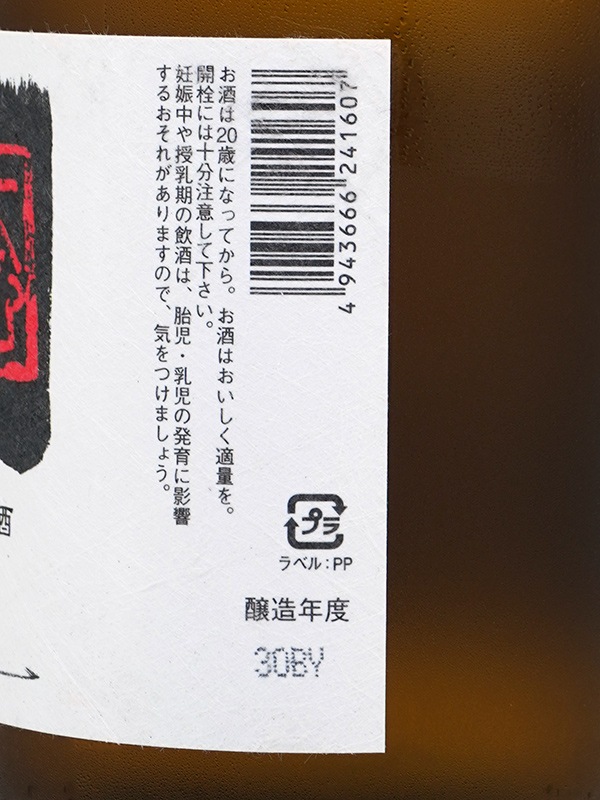 4 943666 241607
お酒は20歳になってから。お酒はおいしく適量を。
開栓には十分注意して下さい。
妊娠中や授乳期の飲酒は、胎児・乳児の発育に影響
するおそれがありますので、気をつけましょう。
プラ
ラベル：PP
醸造年度
30BY
酒